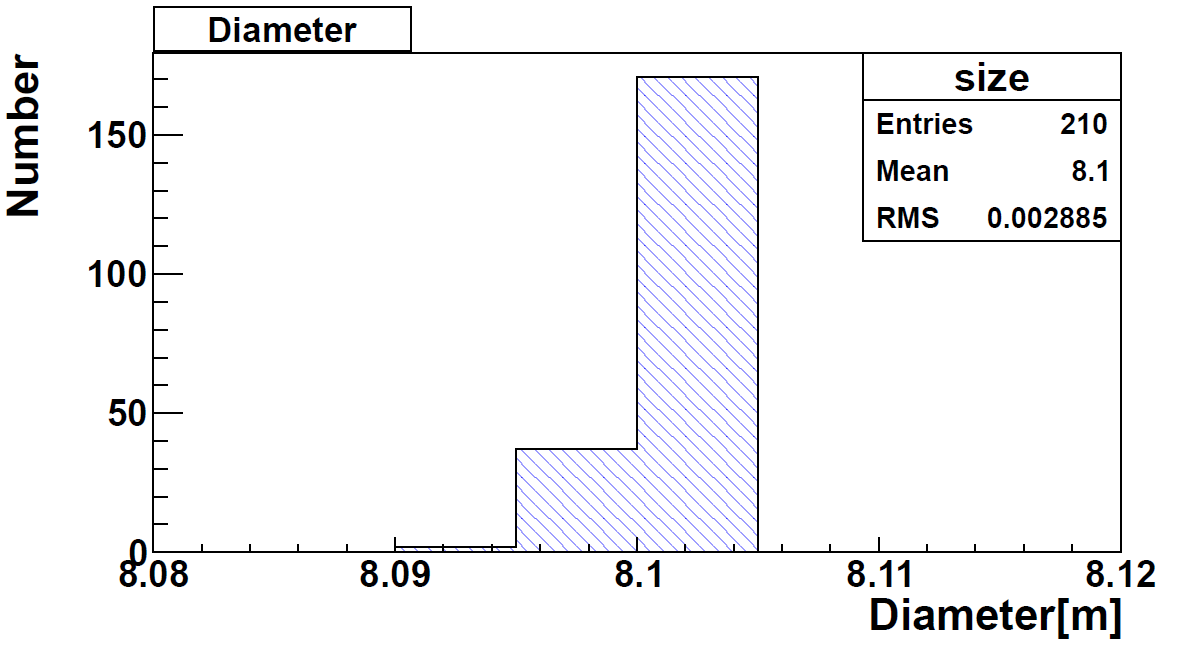 Diameter
Number
size
Entries 210
Mean 8.1
RMS 0.002885
150
100
50
0
8.08 8.09 8.1 8.11 8.12
Diameter[m]